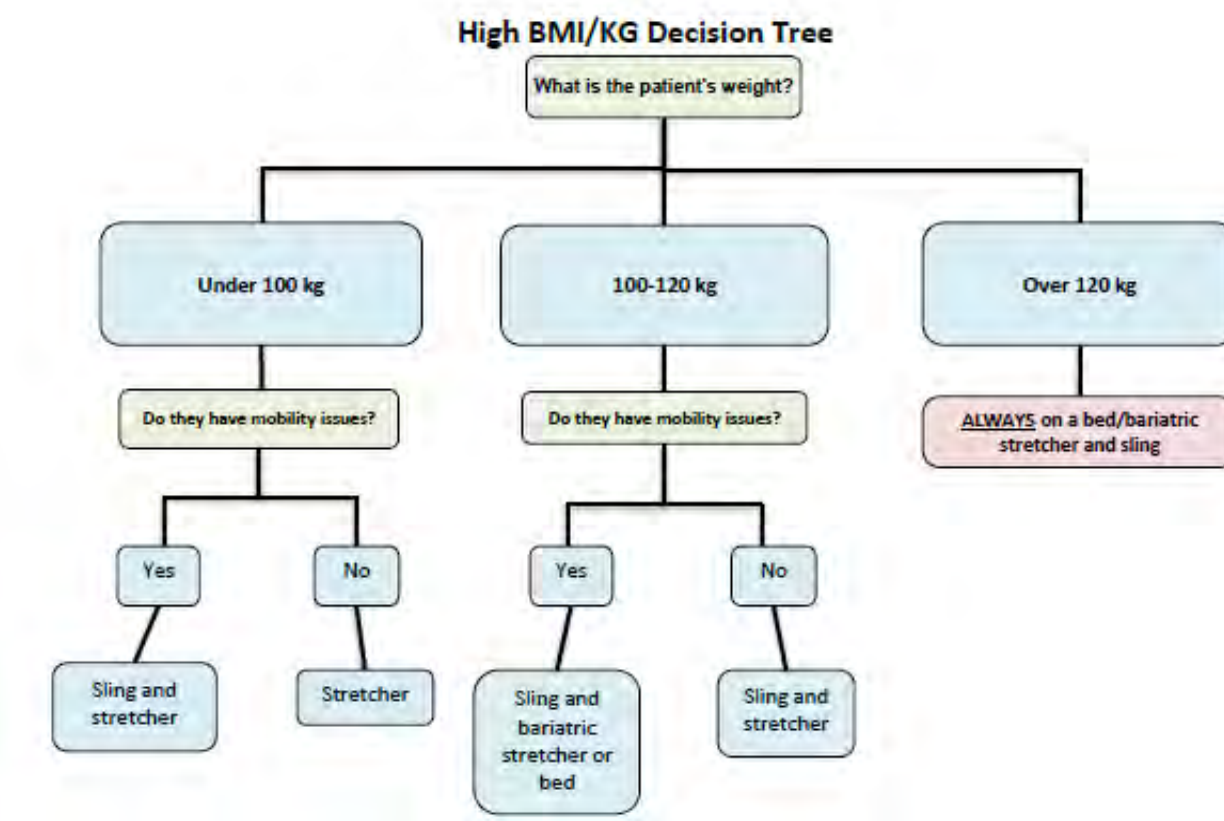 High BMI/KG Decision Tree
What is the patient's weight?
Under 100 kg
100-120 kg
Over 120 kg
Do they have mobility issues?
Do they have mobility issues?
ALWAYS on a bed/bariatric
stretcher and sling
Yes
No
Yes
No
Sling and
stretcher
Stretcher
Sling and
bariatric
stretcher or
bed
Sling and
stretcher